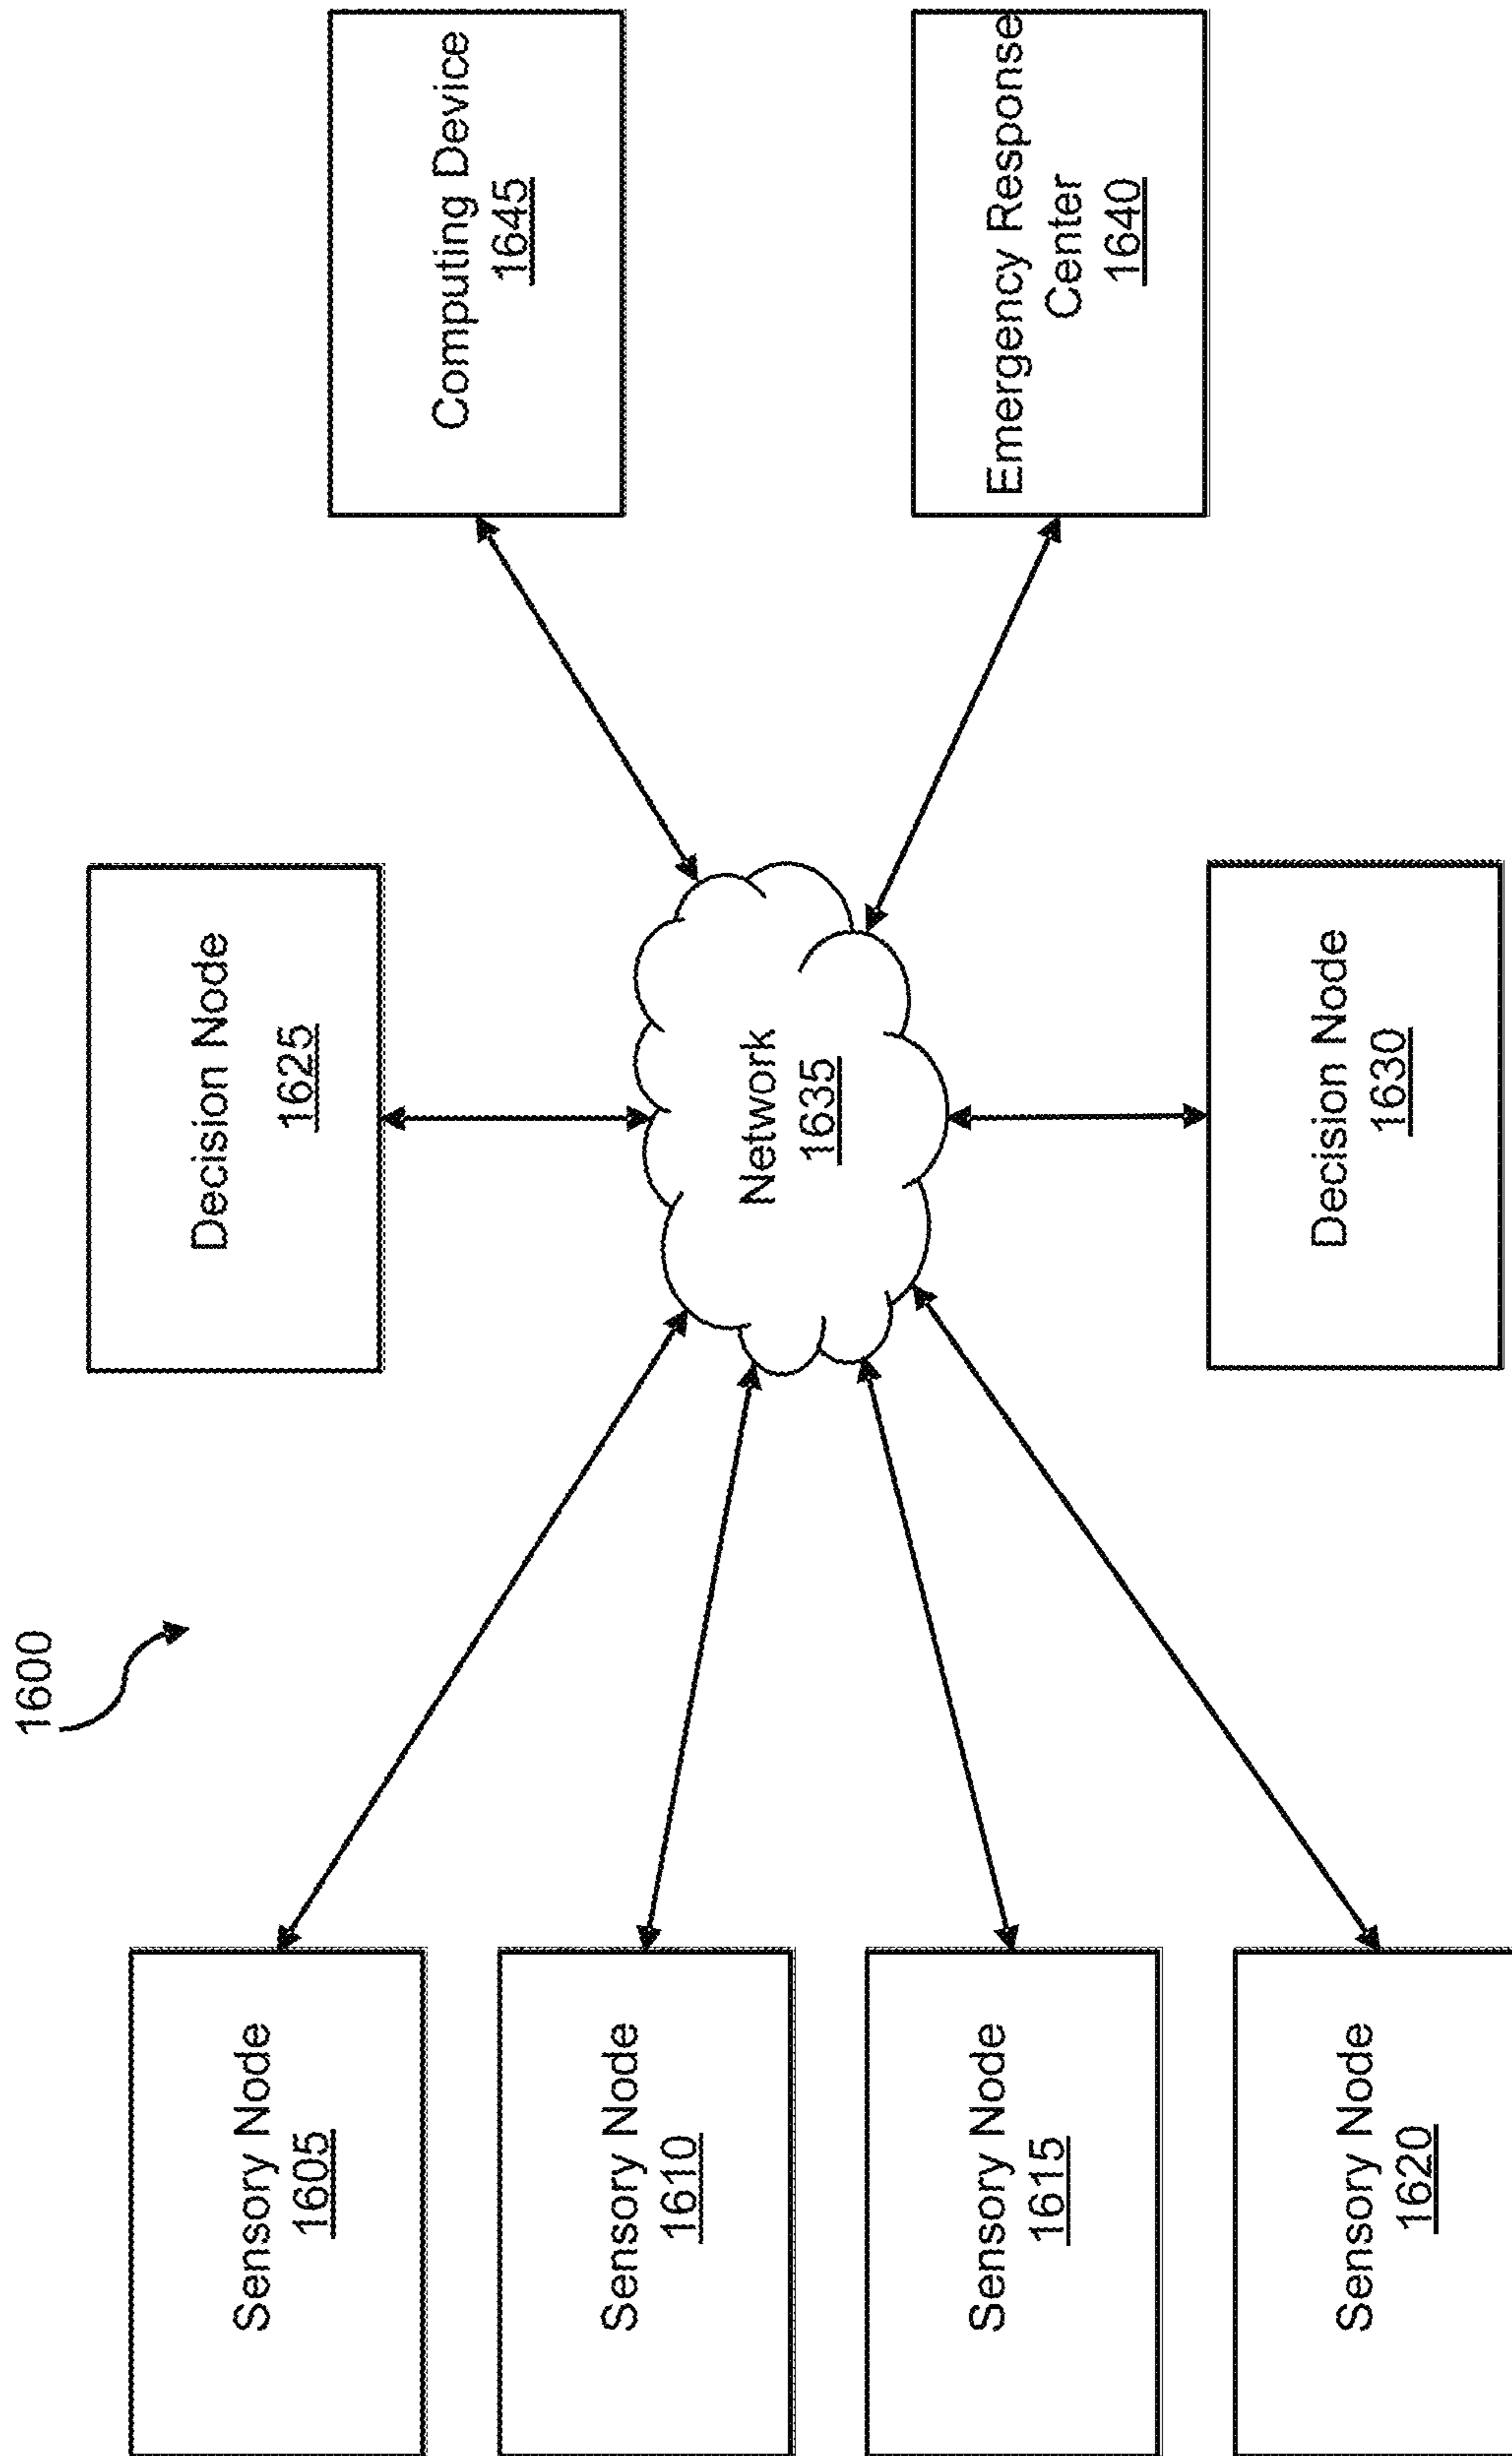 1600
Sensory Node
1605
Sensory Node
1610
Sensory Node
1615
Sensory Node
1620
Decision Node
1625
Network
1635
Decision Node
1630
Computing Device
1645
Emergency Response
Center
1640